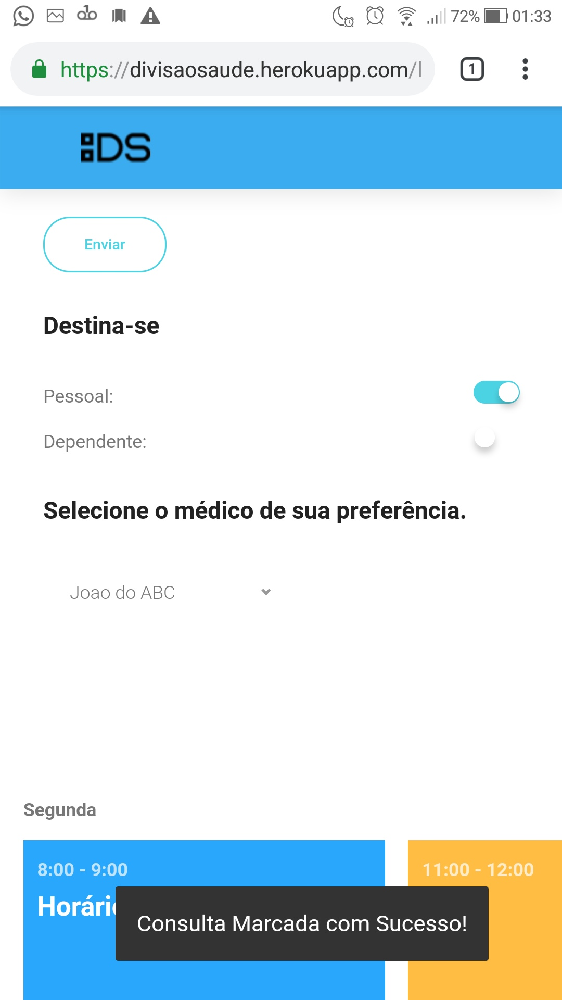 72% 01:33
https://divisaosaude.herokuapp.com/l
1
DS
Enviar
Destina-se
Pessoal:
Dependente:
Selecione o médico de sua preferência.
Joao do ABC
Segunda
8:00 - 9:00
11:00 - 12:00
Consulta Marcada com Sucesso!